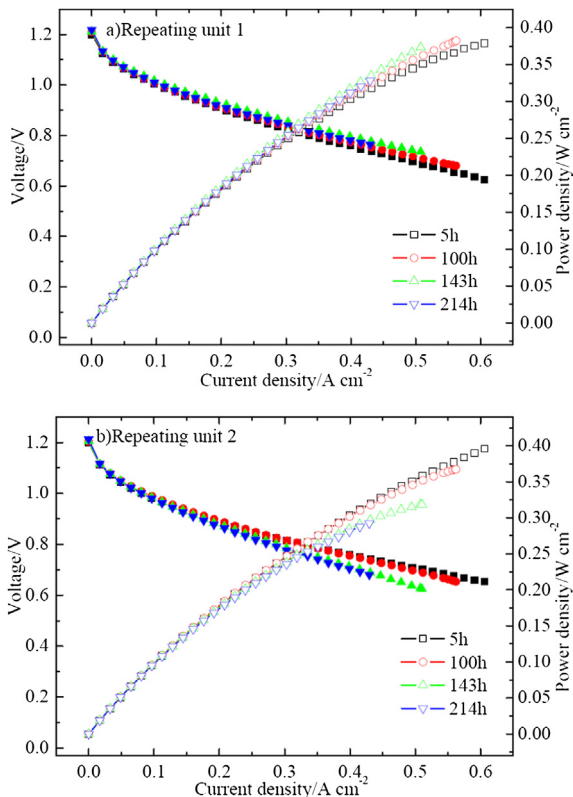 a)Repeating unit 1
1.2
1.0
0.8
0.6
0.4
0.2
0.0
Voltage/V
0.40
0.35
0.30
0.25
0.20
0.15
0.10
0.05
0.00
Power density/W cm-2
5h
100h
143h
214h
0.0 0.1 0.2 0.3 0.4 0.5 0.6
Current density/A cm-2
b)Repeating unit 2
1.2
1.0
0.8
0.6
0.4
0.2
0.0
Voltage/V
0.40
0.35
0.30
0.25
0.20
0.15
0.10
0.05
0.00
Power density/W cm-2
5h
100h
143h
214h
0.0 0.1 0.2 0.3 0.4 0.5 0.6
Current density/A cm-2